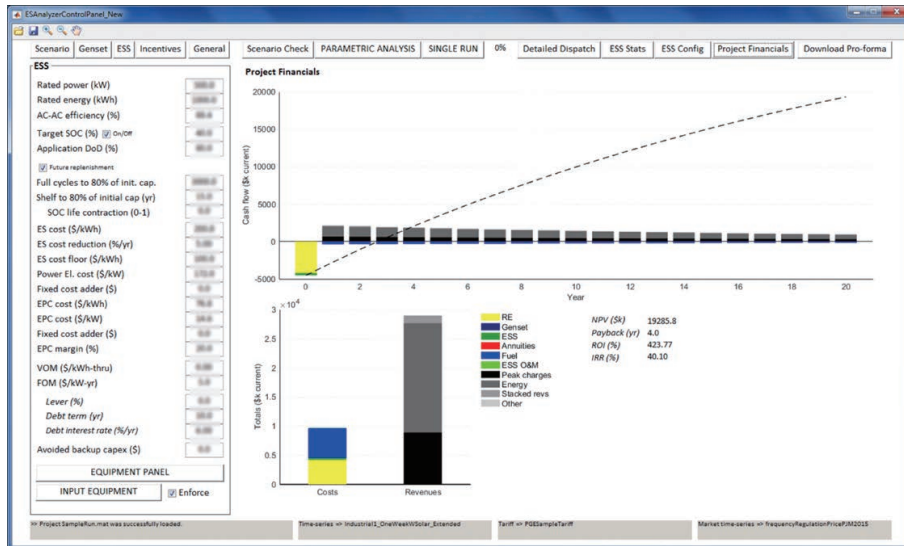 ESAnalyzerControlPanel_New
Scenario Genset ESS Incentives General Scenario Check PARAMETRIC ANALYSIS SINGLE RUN 0% Detailed Dispatch ESS Stats ESS Config Project Financials Download Pro-forma
ESS
Rated power (kW)
Rated energy (kWh)
AC-AC efficiency (%)
Target SOC (%) On/Off
Application DoD (%)
Future replenishment
Full cycles to 80% of init. cap.
Shelf to 80% of initial cap (yr)
SOC life contraction (0-1)
ES cost ($/kWh)
ES cost reduction (%/yr)
ES cost floor ($/kWh)
Power El. cost ($/kW)
Fixed cost adder ($)
EPC cost ($/kWh)
EPC cost ($/kW)
Fixed cost adder ($)
EPC margin (%)
VOM ($/kWh-thru)
FOM ($/kW-yr)
Lever (%)
Debt term (yr)
Debt interest rate (%/yr)
Avoided backup capex ($)
EQUIPMENT PANEL
INPUT EQUIPMENT Enforce
Project Financials
Cash flow ($k current)
20000
15000
10000
5000
0
-5000
0 2 4 6 8 10 12 14 16 18 20
Year
Totals ($k current)
×10⁴
3
2.5
2
1.5
1
0.5
0
Costs Revenues
RE
Genset
ESS
Annuities
Fuel
ESS O&M
Peak charges
Energy
Stacked revs
Other
NPV ($k) 19285.8
Payback (yr) 4.0
ROI (%) 423.77
IRR (%) 40.10
>> Project SampleRun.mat was successfully loaded.
Time-series => Industrial1_OneWeekWSolar_Extended
Tariff => PGESampleTariff
Market time-series => frequencyRegulationPricePJM2015